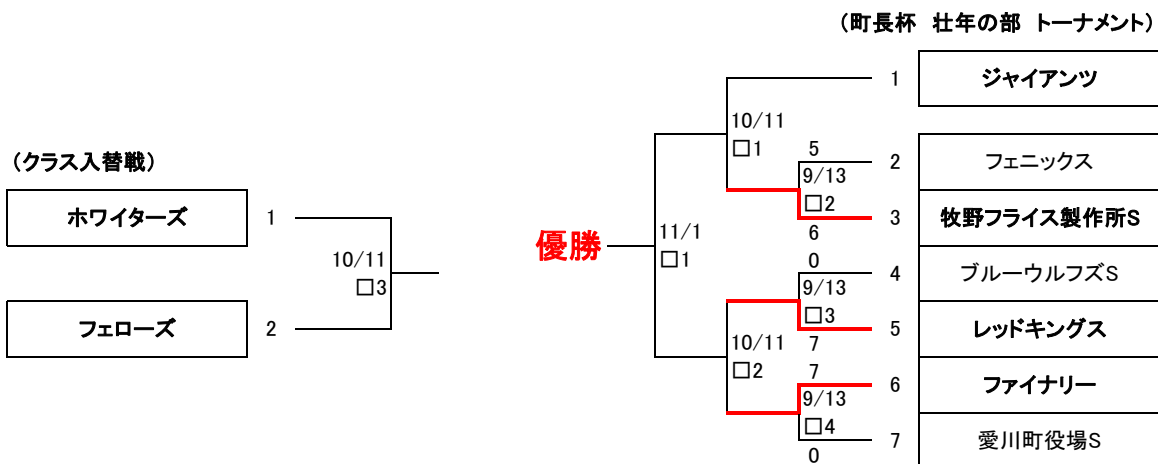 （町長杯 壮年の部 トーナメント）
1 ジャイアンツ
10/11
□1
5
2 フェニックス
9/13
□2
3 牧野フライス製作所S
6
（クラス入替戦）
ホワイターズ 1
10/11
□3
フェローズ 2
優勝
11/1
□1
0
4 ブルーウルフズS
9/13
□3
5 レッドキングス
7
10/11
□2
7
6 ファイナリー
9/13
□4
7 愛川町役場S
0